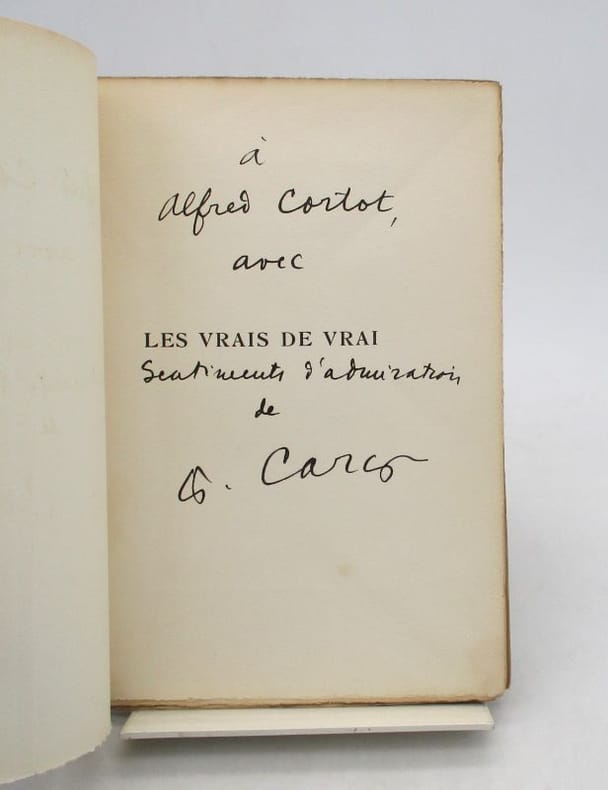 à
Alfred Cortot,
avec
LES VRAIS DE VRAI
Sentiments d'admiration
de
F. Carco